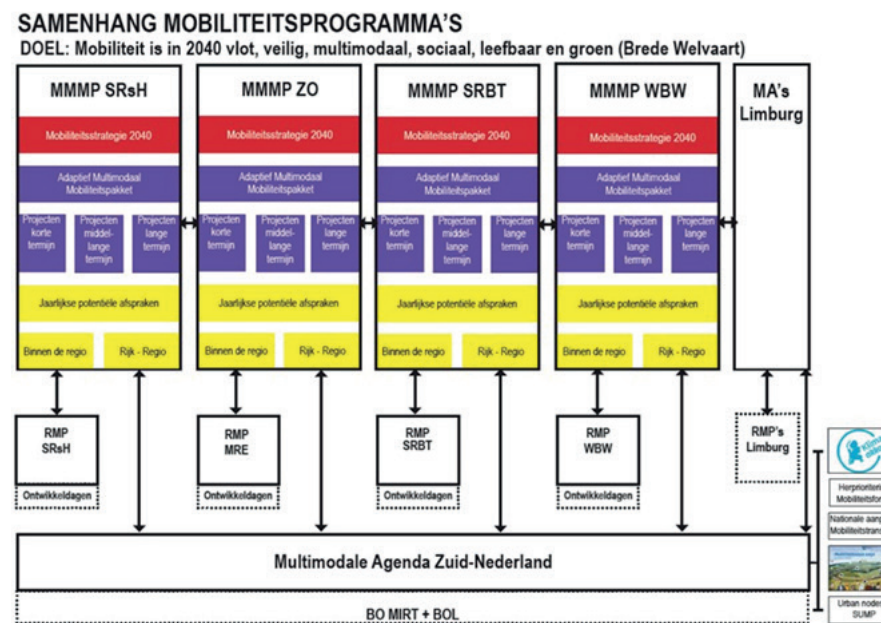 SAMENHANG MOBILITEITSPROGRAMMA'S
DOEL: Mobiliteit is in 2040 vlot, veilig, multimodaal, sociaal, leefbaar en groen (Brede Welvaart)
MMMP SRsH
Mobiliteitsstrategie 2040
Adaptief Multimodaal
Mobiliteitspakket
Projecten
korte
termijn
Projecten
middel-
lange
termijn
Projecten
lange
termijn
Jaarlijkse potentiële afspraken
Binnen de regio
Rijk - Regio
MMMP ZO
Mobiliteitsstrategie 2040
Adaptief Multimodaal
Mobiliteitspakket
Projecten
korte
termijn
Projecten
middel-
lange
termijn
Projecten
lange
termijn
Jaarlijkse potentiële afspraken
Binnen de regio
Rijk - Regio
MMMP SRBT
Mobiliteitsstrategie 2040
Adaptief Multimodaal
Mobiliteitspakket
Projecten
korte
termijn
Projecten
middel-
lange
termijn
Projecten
lange
termijn
Jaarlijkse potentiële afspraken
Binnen de regio
Rijk - Regio
MMMP WBW
Mobiliteitsstrategie 2040
Adaptief Multimodaal
Mobiliteitspakket
Projecten
korte
termijn
Projecten
middel-
lange
termijn
Projecten
lange
termijn
Jaarlijkse potentiële afspraken
Binnen de regio
Rijk - Regio
MA's
Limburg
RMP
SRsH
Ontwikkeldagen
RMP
MRE
Ontwikkeldagen
RMP
SRBT
Ontwikkeldagen
RMP
WBW
Ontwikkeldagen
RMP's
Limburg
Multimodale Agenda Zuid-Nederland
BO MIRT + BOL
Nationale
Urban
SUMP